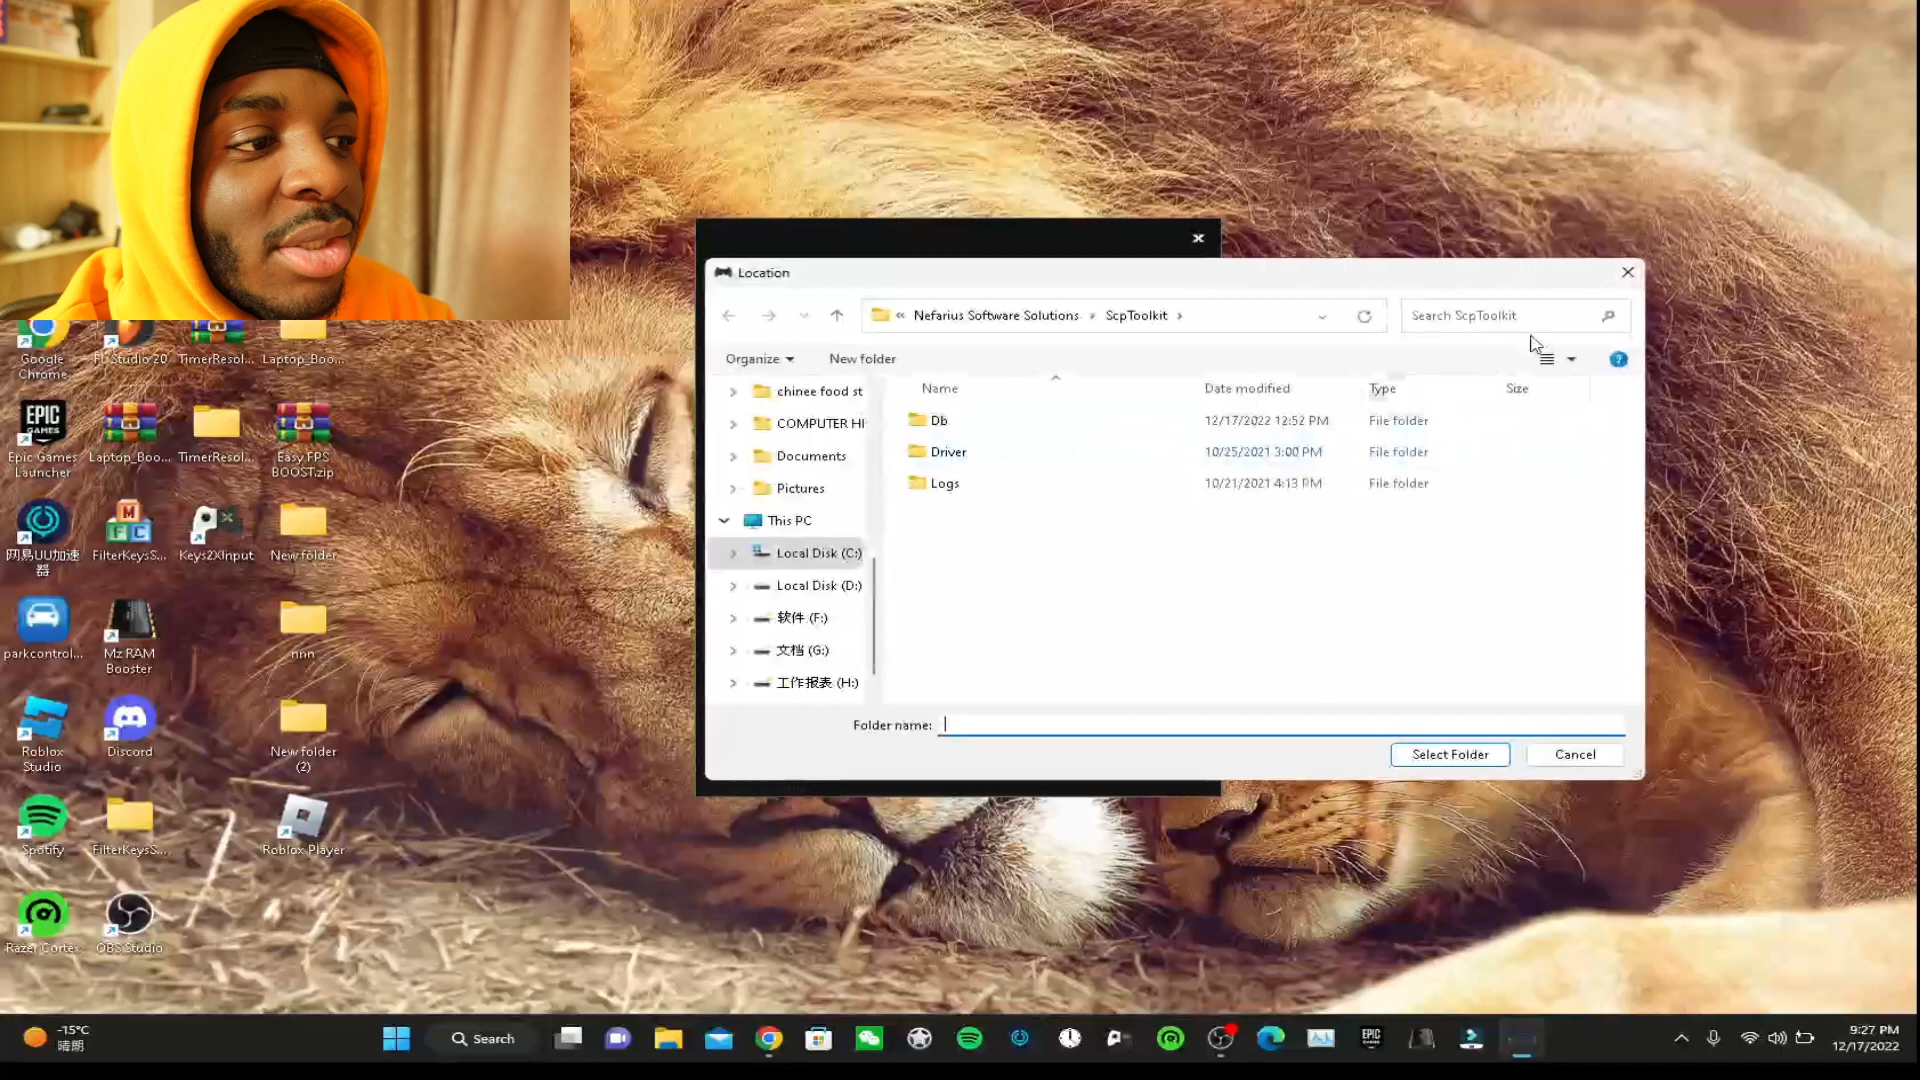 Location
« Nefarius Software Solutions › ScpToolkit ›
Search ScpToolkit
Organize
New folder
Name
Date modified
Type
Size
chinee food st
COMPUTER HI
Documents
Pictures
This PC
Local Disk (C:)
Local Disk (D:)
软件 (F:)
文档 (G:)
工作报表 (H:)
Db
12/17/2022 12:52 PM
File folder
Driver
10/25/2021 3:00 PM
File folder
Logs
10/21/2021 4:13 PM
File folder
Folder name:
Select Folder
Cancel
Google
Chrome
FL Studio 20
TimerResol...
Laptop_Boo...
EPIC
GAMES
Epic Games
Launcher
Laptop_Boo...
TimerResol...
Easy FPS
BOOST.zip
网易UU加速
器
M
F C
FilterKeysS...
Keys2XInput
New folder
parkcontrol...
Mz RAM
Booster
nnn
Roblox
Studio
Discord
New folder
(2)
Spotify
FilterKeysS...
Roblox Player
Razer Cortex
OBS Studio
-15°C
晴朗
Search
EPIC
9:27 PM
12/17/2022